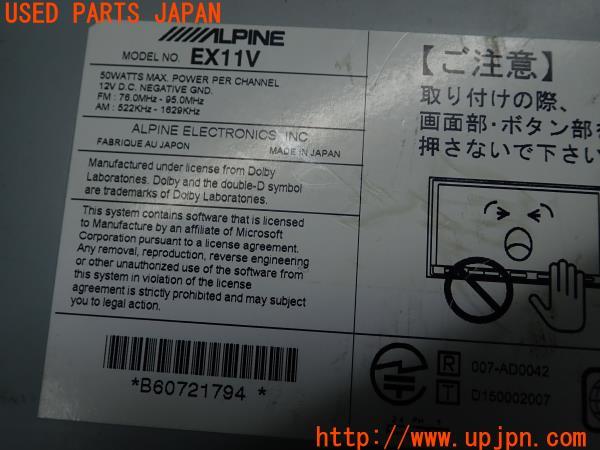 USED PARTS JAPAN
ALPINE
MODEL NO. EX11V
50WATTS MAX. POWER PER CHANNEL
12V D.C. NEGATIVE GND.
FM : 76.0MHz - 95.0MHz
AM : 522KHz - 1629KHz
ALPINE ELECTRONICS, INC.
FABRIQUE AU JAPON MADE IN JAPAN
Manufactured under license from Dolby
Laboratories. Dolby and the double-D symbol
are trademarks of Dolby Laboratories.
This system contains software that is licensed
to Manufacture by an affiliate of Microsoft
Corporation pursuant to a license agreement.
Any removal, reproduction, reverse engineering
or other unauthorized use of the software from
this system in violation of the license
agreement is strictly prohibited and may subject
you to legal action.
*B60721794 *
【ご注意】
取り付けの際、
画面部・ボタン部を
押さないで下さい
R 007-AD0042
T D150002007
http://www.upjpn.com